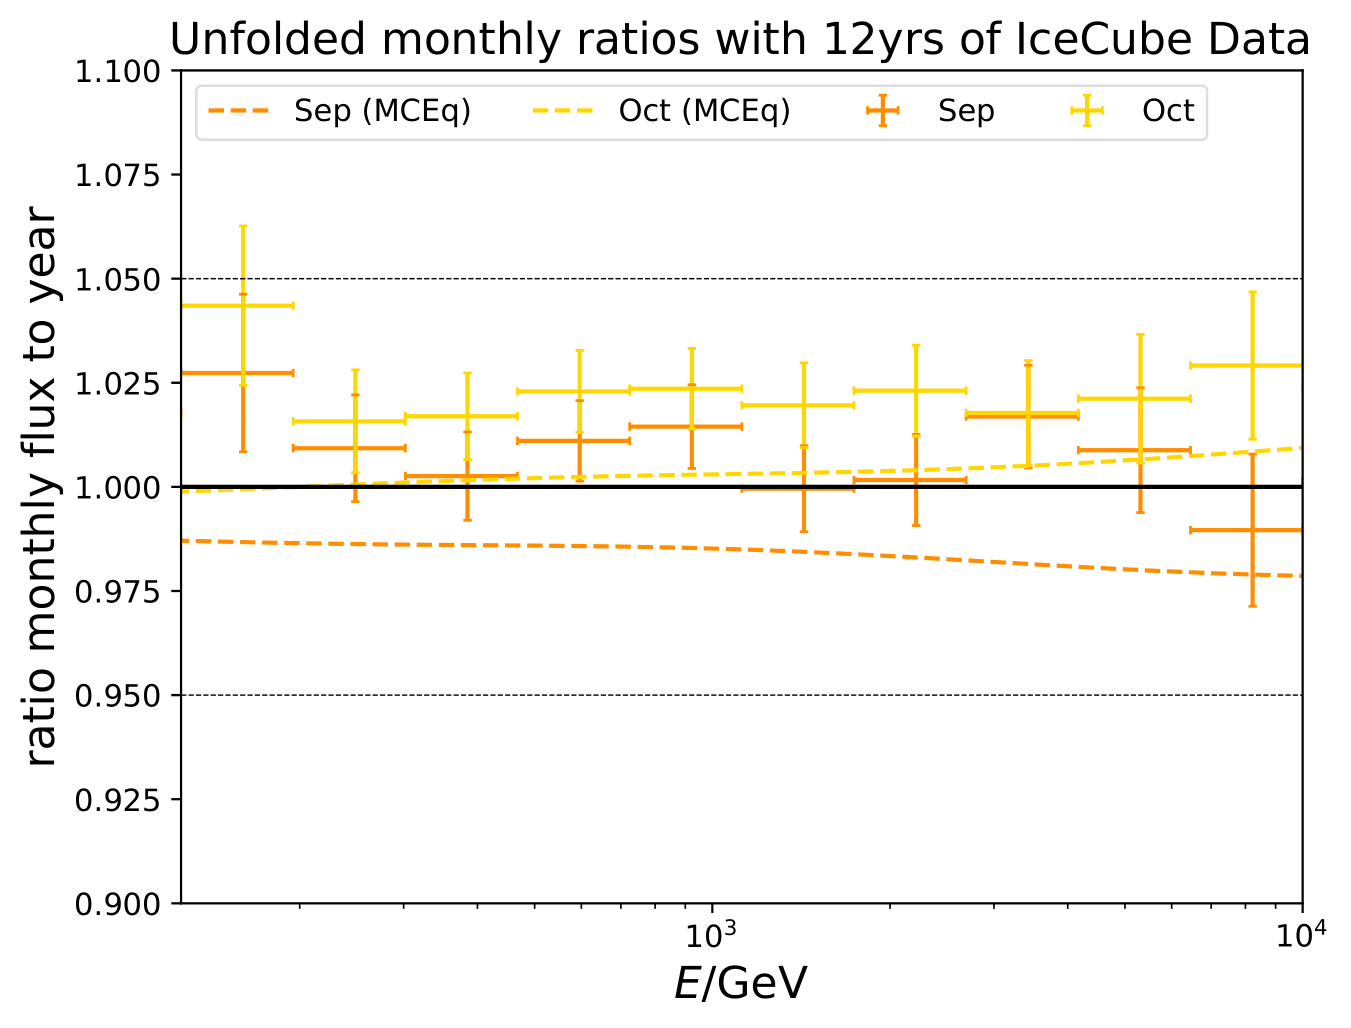 Unfolded monthly ratios with 12yrs of IceCube Data
Sep (MCEq) Oct (MCEq) Sep Oct
ratio monthly flux to year
1.100
1.075
1.050
1.025
1.000
0.975
0.950
0.925
0.900
10³ 10⁴
E/GeV